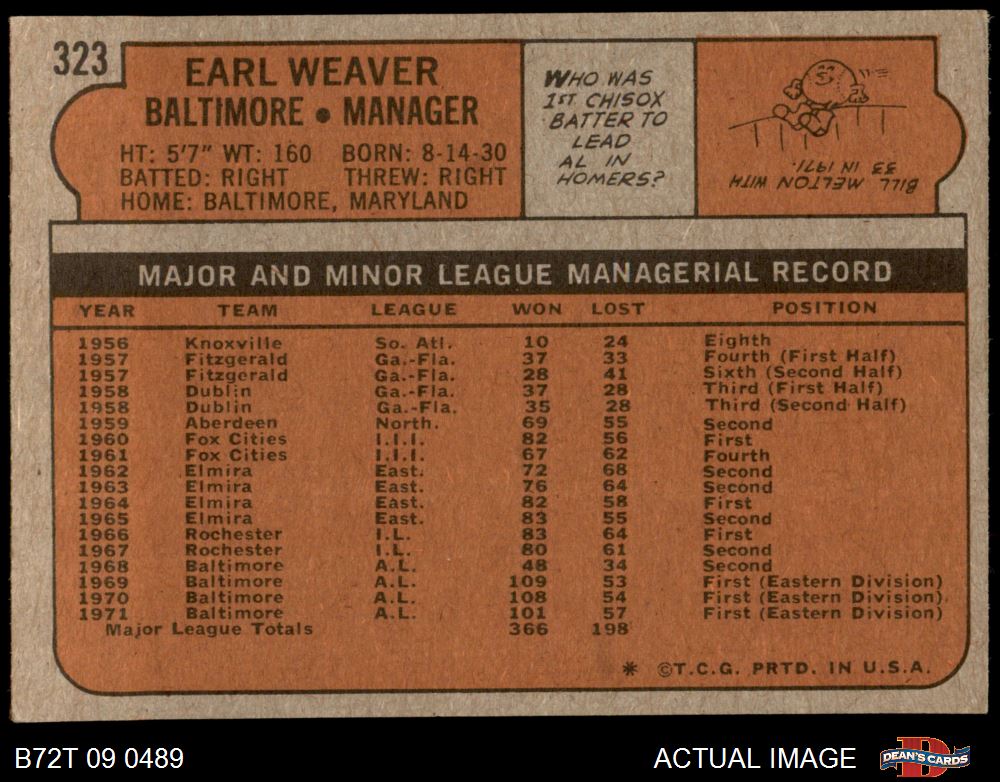 323
EARL WEAVER
BALTIMORE • MANAGER
HT: 5'7" WT: 160 BORN: 8-14-30
BATTED: RIGHT THREW: RIGHT
HOME: BALTIMORE, MARYLAND
WHO WAS
1ST CHISOX
BATTER TO
LEAD
AL IN
HOMERS?
BILL MELTON WITH
33 IN 1971.
MAJOR AND MINOR LEAGUE MANAGERIAL RECORD
YEAR TEAM LEAGUE WON LOST POSITION
1956 Knoxville So. Atl. 10 24 Eighth
1957 Fitzgerald Ga.-Fla. 37 33 Fourth (First Half)
1957 Fitzgerald Ga.-Fla. 28 41 Sixth (Second Half)
1958 Dublin Ga.-Fla. 37 28 Third (First Half)
1958 Dublin Ga.-Fla. 35 28 Third (Second Half)
1959 Aberdeen North. 69 55 Second
1960 Fox Cities I.I.I. 82 56 First
1961 Fox Cities I.I.I. 67 62 Fourth
1962 Elmira East. 72 68 Second
1963 Elmira East. 76 64 Second
1964 Elmira East. 82 58 First
1965 Elmira East. 83 55 Second
1966 Rochester I.L. 83 64 First
1967 Rochester I.L. 80 61 Second
1968 Baltimore A.L. 48 34 Second
1969 Baltimore A.L. 109 53 First (Eastern Division)
1970 Baltimore A.L. 108 54 First (Eastern Division)
1971 Baltimore A.L. 101 57 First (Eastern Division)
Major League Totals 366 198
* ©T.C.G. PRTD. IN U.S.A.
B72T 09 0489 ACTUAL IMAGE
DEAN'S CARDS